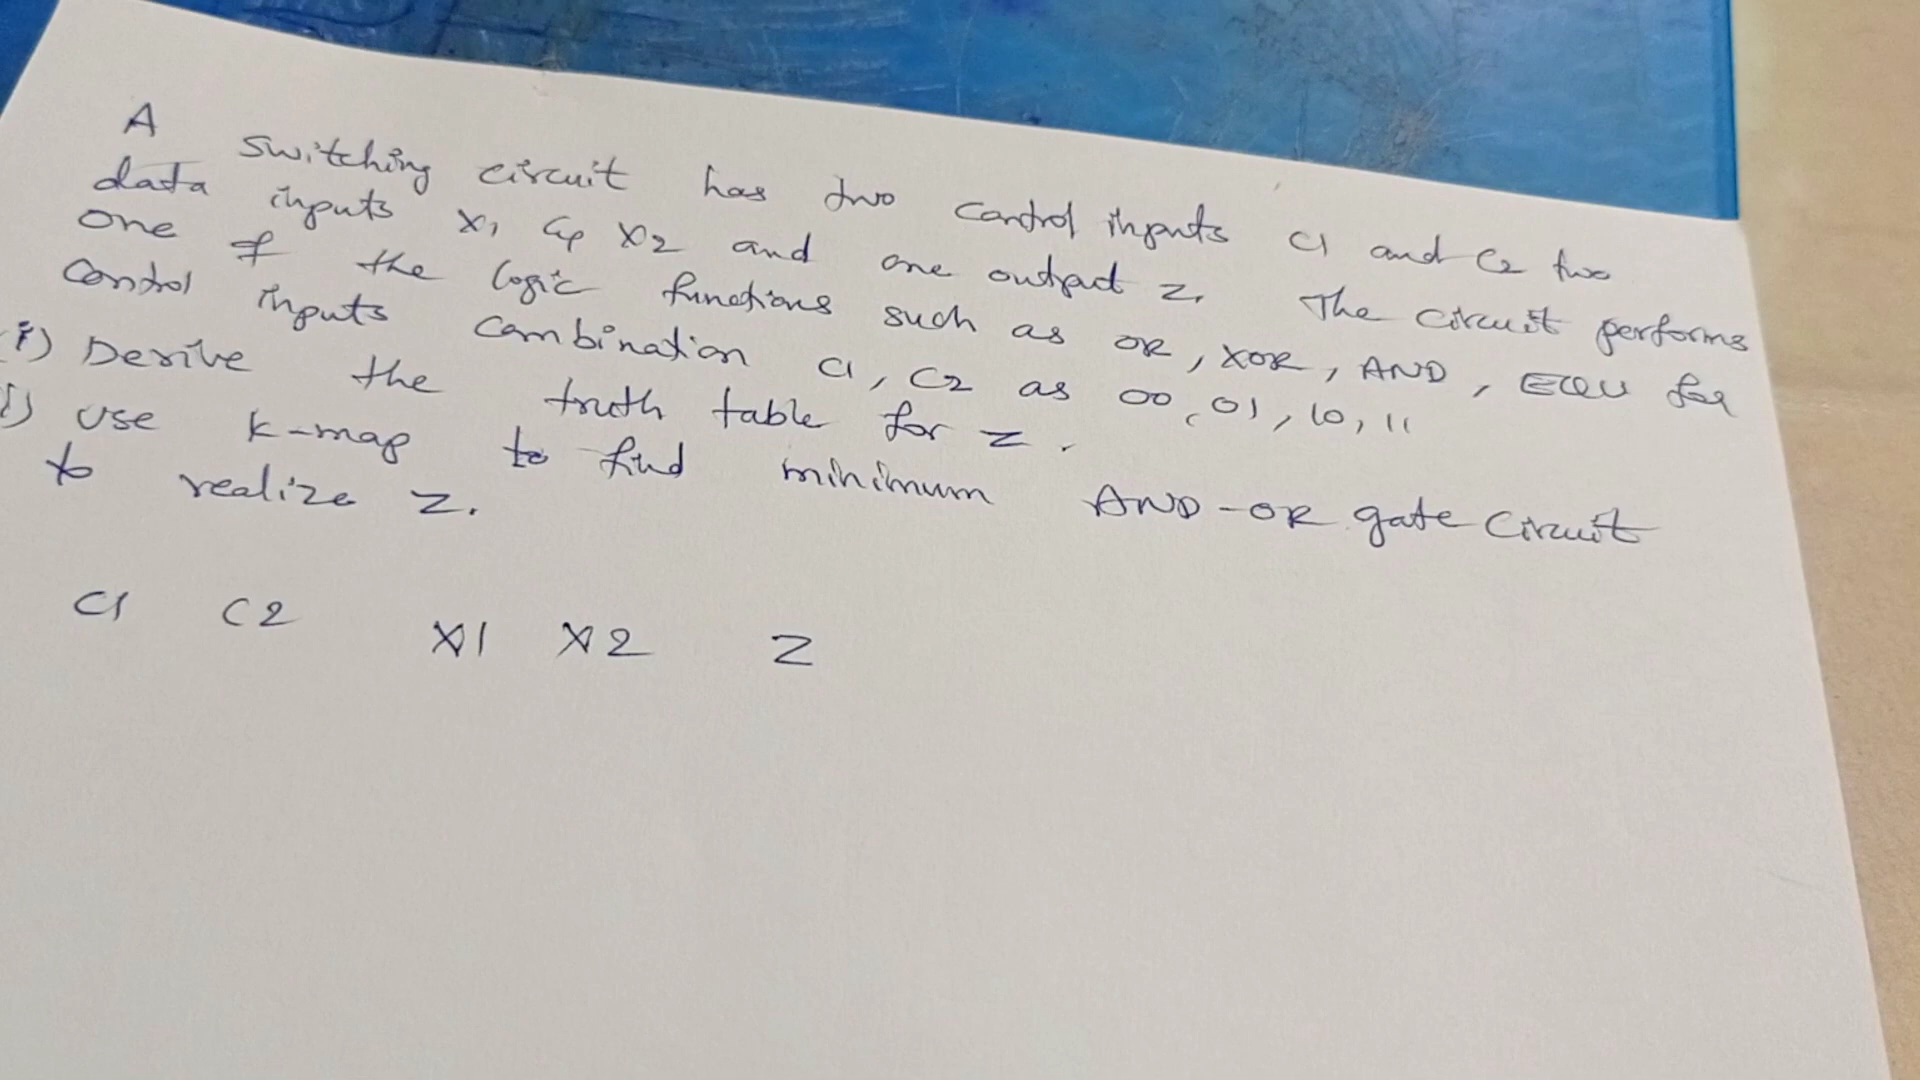 A switching circuit has two control inputs C1 and C2 two
data inputs X1 & X2 and one output Z. The circuit performs
one of the logic functions such as OR, XOR, AND, EQU for
control inputs combination C1, C2 as 00, 01, 10, 11
i) Derive the truth table for Z.
i) Use K-map to find minimum AND-OR gate circuit
to realize Z.
C1 C2 X1 X2 Z